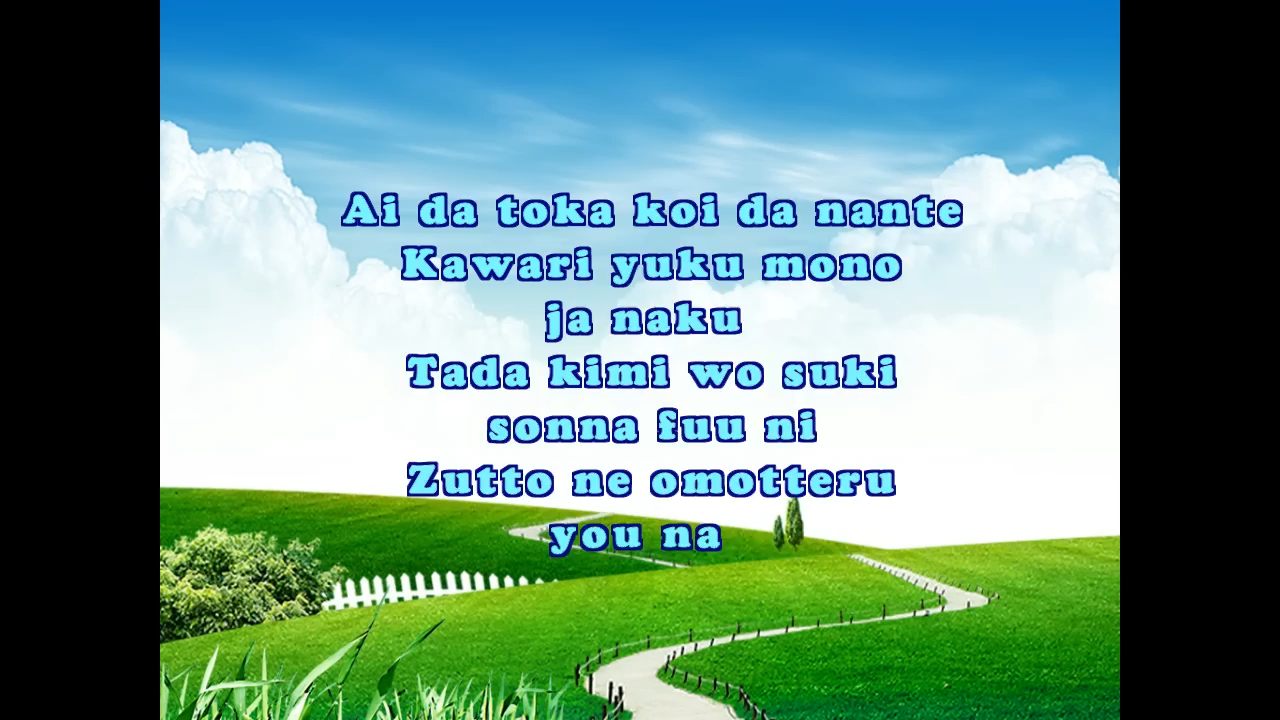 Ai da toka koi da nante
Kawari yuku mono
ja naku
Tada kimi wo suki
sonna fuu ni
Zutto ne omotteru
you na